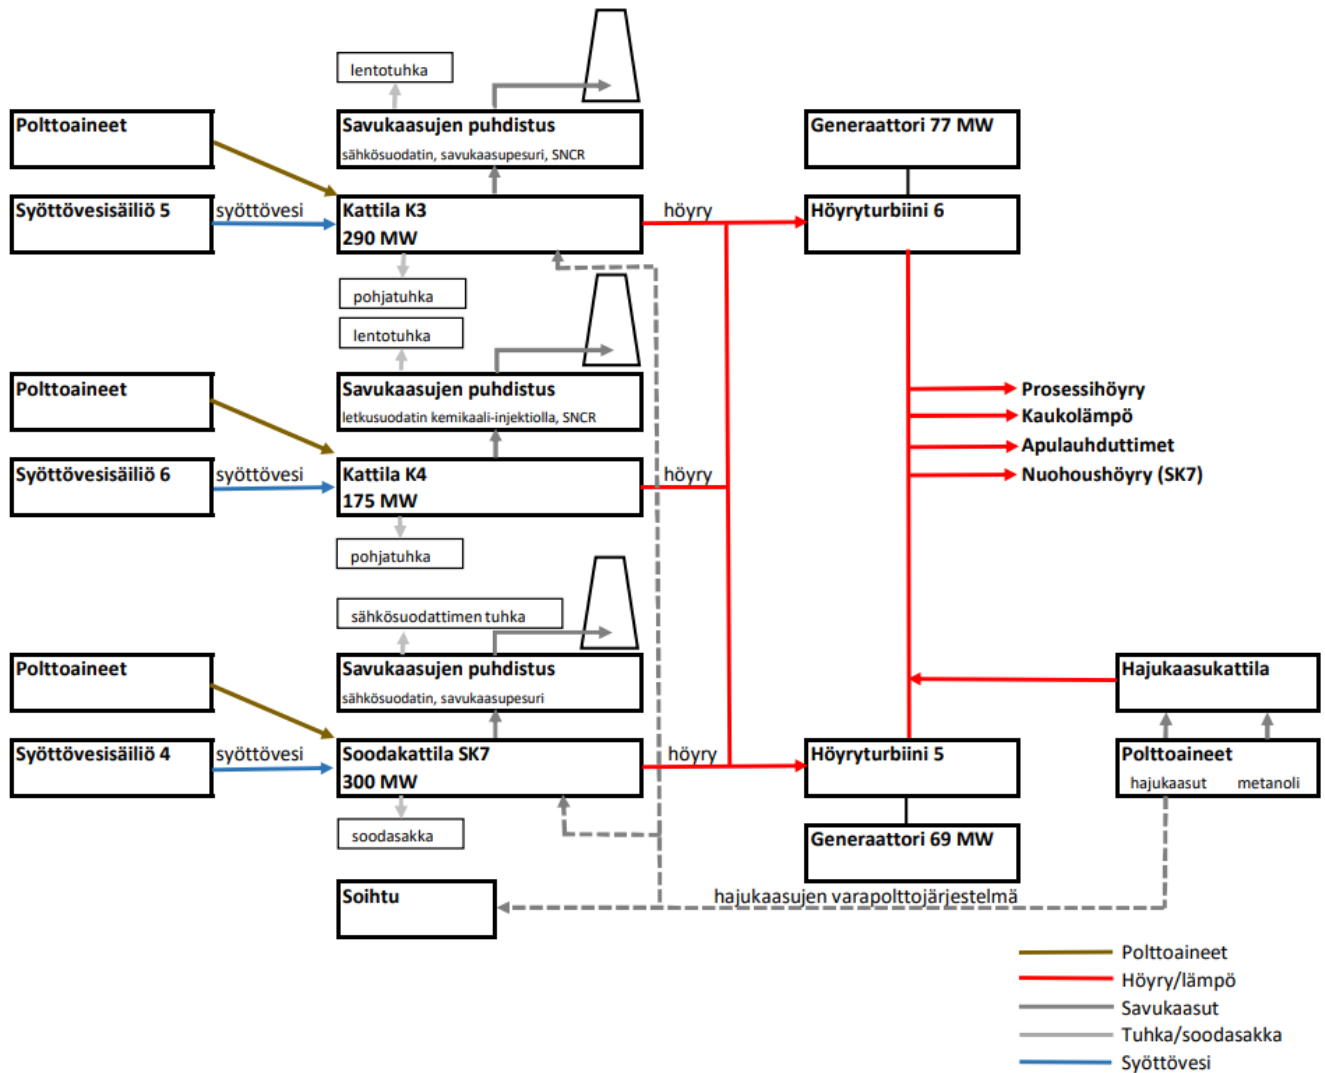 lentotuhka
Polttoaineet
Savukaasujen puhdistus
sähkösuodatin, savukaasupesuri, SNCR
Generaattori 77 MW
Syöttövesisäiliö 5
syöttövesi
Kattila K3
290 MW
höyry
Höyryturbiini 6
pohjatuhka
lentotuhka
Polttoaineet
Savukaasujen puhdistus
letkusuodatin kemikaali-injektiolla, SNCR
Prosessihöyry
Kaukolämpö
Apulauhduttimet
Nuohoushöyry (SK7)
Syöttövesisäiliö 6
syöttövesi
Kattila K4
175 MW
höyry
pohjatuhka
sähkösuodattimen tuhka
Polttoaineet
Savukaasujen puhdistus
sähkösuodatin, savukaasupesuri
Hajukaasukattila
Syöttövesisäiliö 4
syöttövesi
Soodakattila SK7
300 MW
höyry
Höyryturbiini 5
Polttoaineet
hajukaasut metanoli
soodasakka
Generaattori 69 MW
Soihtu
hajukaasujen varapolttojärjestelmä
Polttoaineet
Höyry/lämpö
Savukaasut
Tuhka/soodasakka
Syöttövesi